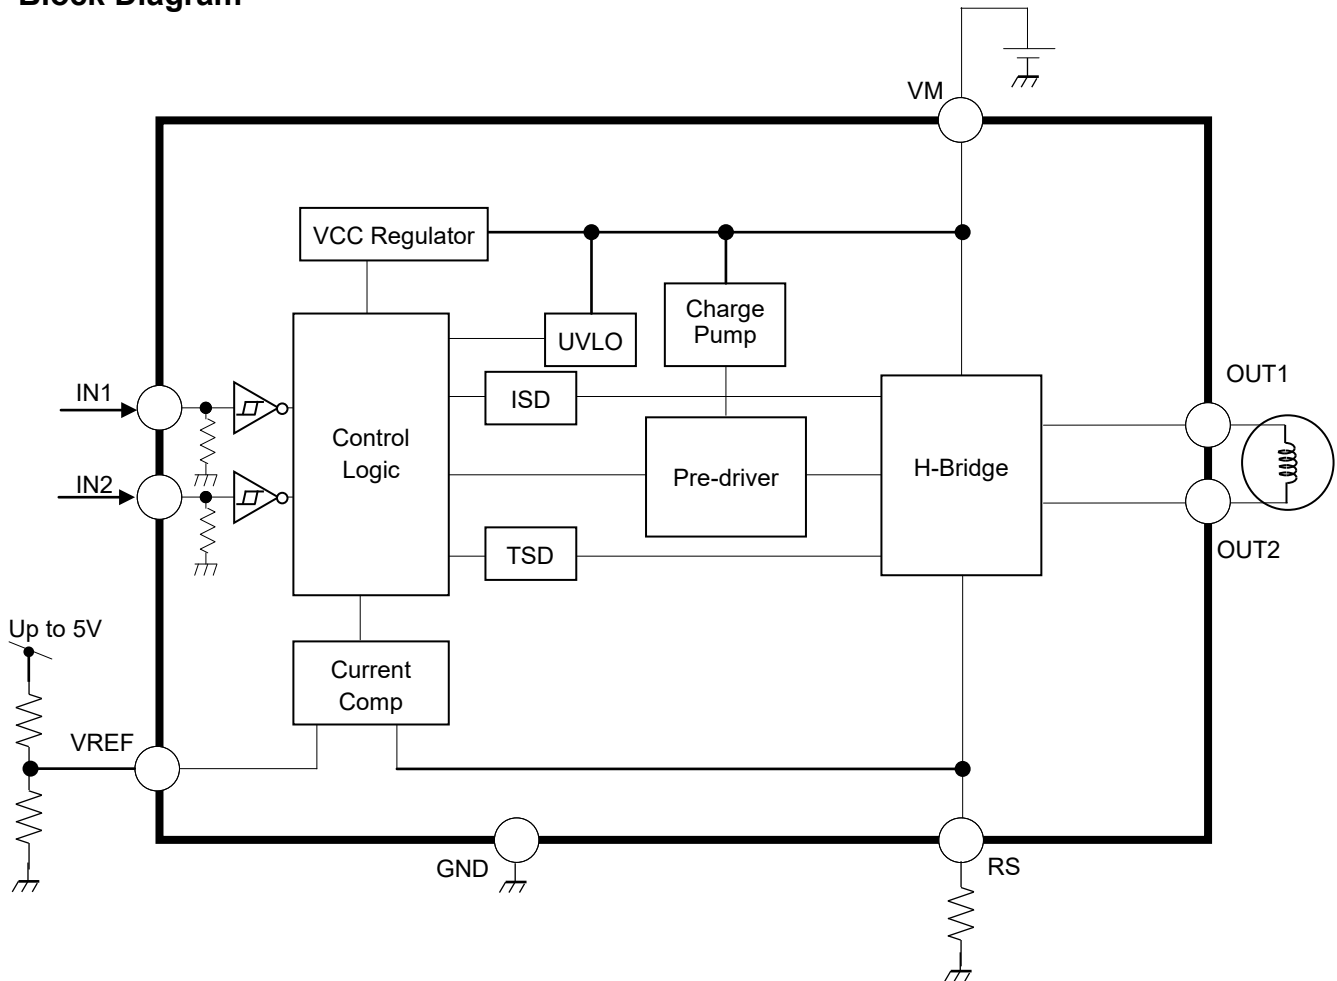 Block Diagram
VM
VCC Regulator
Charge
Pump
UVLO
IN1
ISD
OUT1
Control
Logic
Pre-driver
H-Bridge
IN2
TSD
OUT2
Up to 5V
Current
Comp
VREF
GND
RS